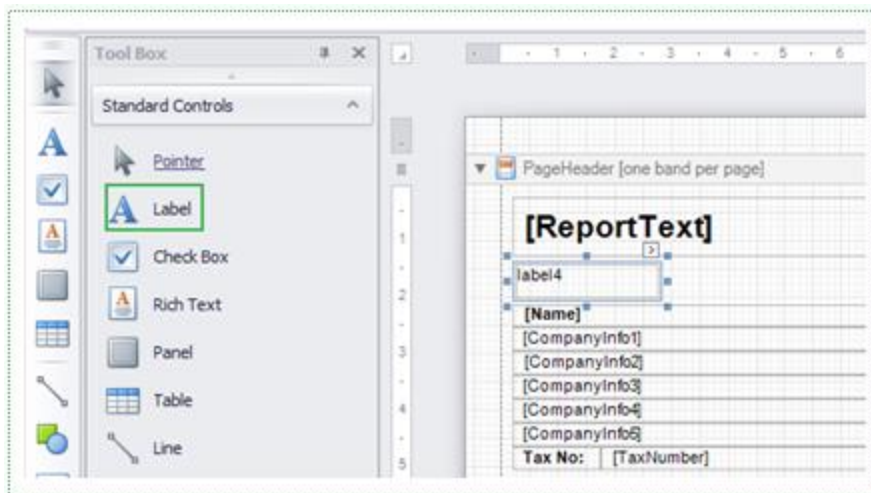 Tool Box
Standard Controls
Pointer
Label
Check Box
Rich Text
Panel
Table
Line
1 2 3 4 5 6
1
2
3
4
5
PageHeader [one band per page]
[ReportText]
label4
[Name]
[CompanyInfo1]
[CompanyInfo2]
[CompanyInfo3]
[CompanyInfo4]
[CompanyInfo6]
Tax No: [TaxNumber]